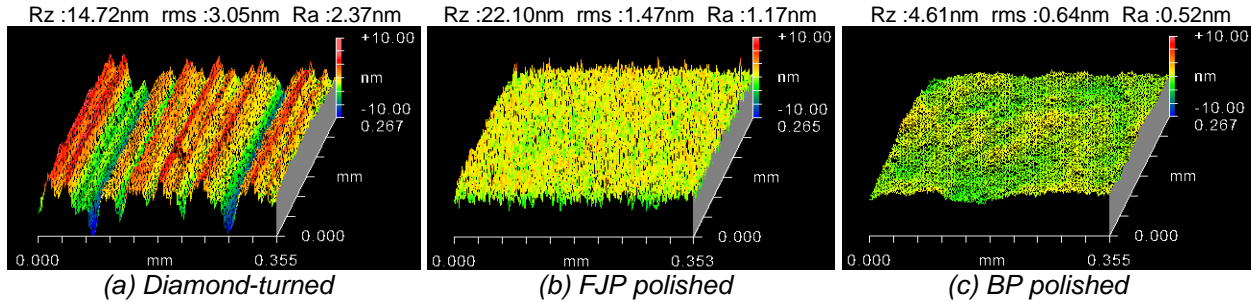 Rz :14.72nm rms :3.05nm Ra :2.37nm
+10.00
nm
-10.00
0.267
mm
0.000
0.000 mm 0.355
(a) Diamond-turned
Rz :22.10nm rms :1.47nm Ra :1.17nm
+10.00
nm
-10.00
0.265
mm
0.000
0.000 mm 0.353
(b) FJP polished
Rz :4.61nm rms :0.64nm Ra :0.52nm
+10.00
nm
-10.00
0.267
mm
0.000
0.000 mm 0.355
(c) BP polished